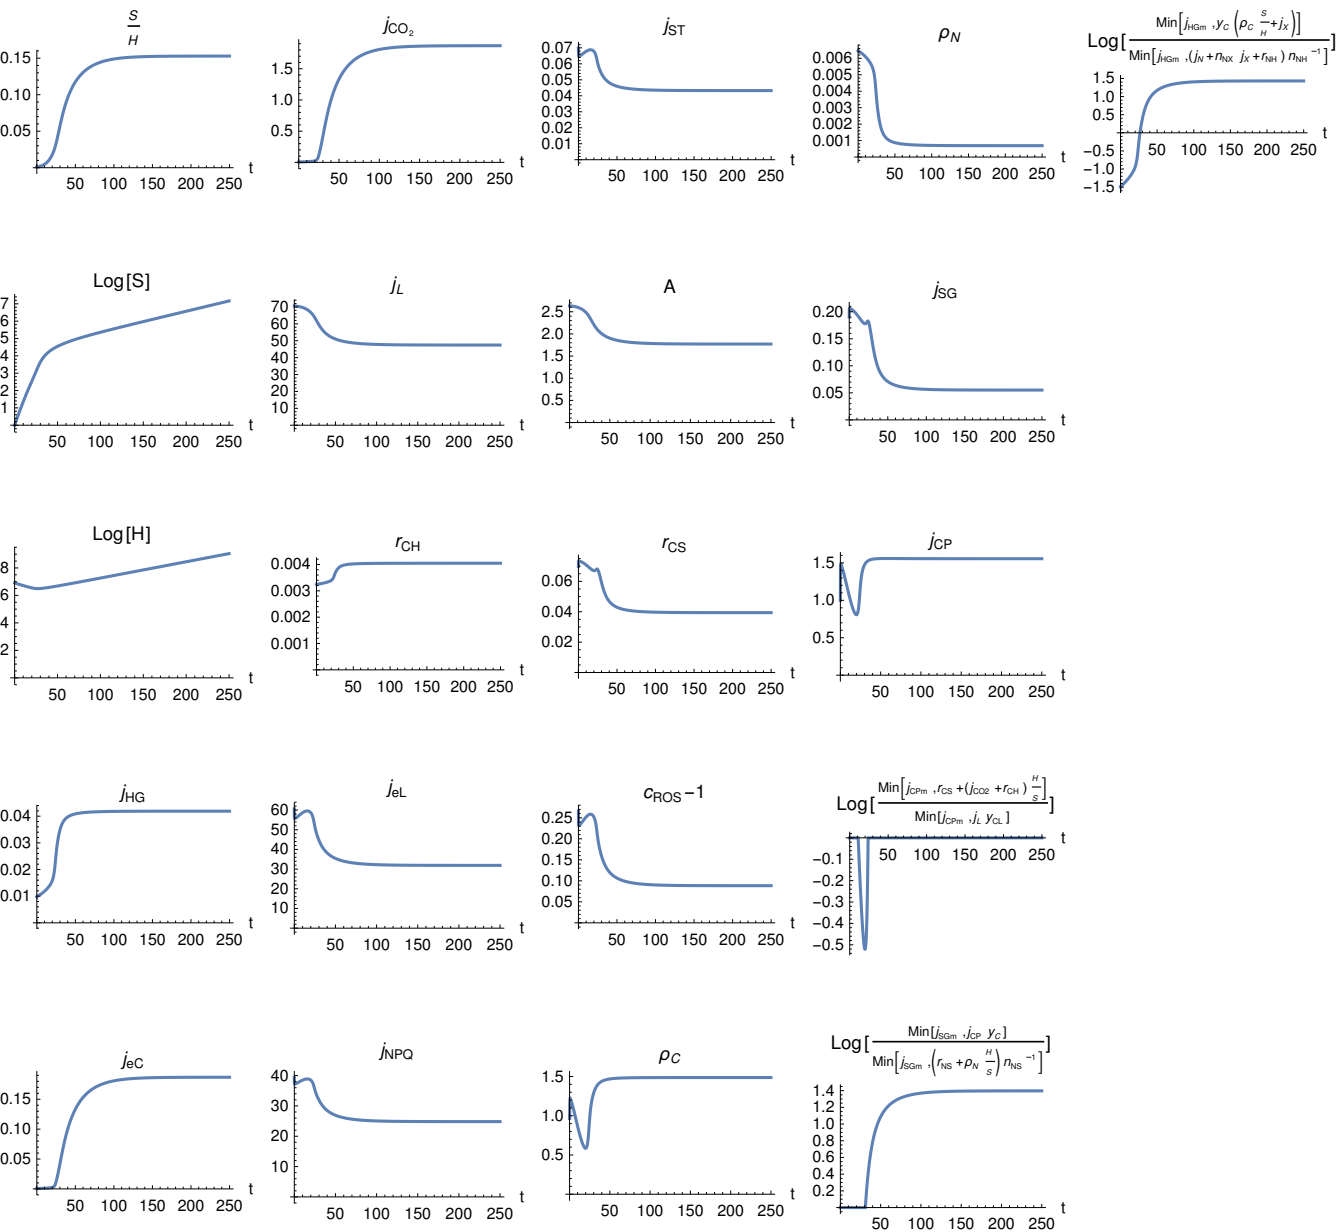 S/H
0.15
0.10
0.05
50 100 150 200 250 t
j_CO₂
1.5
1.0
0.5
50 100 150 200 250 t
j_ST
0.07
0.06
0.05
0.04
0.03
0.02
0.01
50 100 150 200 250 t
ρ_N
0.006
0.005
0.004
0.003
0.002
0.001
50 100 150 200 250 t
Log[ Min[j_HGm , y_C (ρ_C S/H + j_X)] / Min[j_HGm , (j_N + n_NX j_X + r_NH) n_NH⁻¹] ]
1.5
1.0
0.5
-0.5
-1.0
-1.5
50 100 150 200 250 t
Log[S]
7
6
5
4
3
2
1
50 100 150 200 250 t
j_L
70
60
50
40
30
20
10
50 100 150 200 250 t
A
2.5
2.0
1.5
1.0
0.5
50 100 150 200 250 t
j_SG
0.20
0.15
0.10
0.05
50 100 150 200 250 t
Log[H]
8
6
4
2
50 100 150 200 250 t
r_CH
0.004
0.003
0.002
0.001
50 100 150 200 250 t
r_CS
0.06
0.04
0.02
50 100 150 200 250 t
j_CP
1.5
1.0
0.5
50 100 150 200 250 t
j_HG
0.04
0.03
0.02
0.01
50 100 150 200 250 t
j_eL
60
50
40
30
20
10
50 100 150 200 250 t
c_ROS −1
0.25
0.20
0.15
0.10
0.05
50 100 150 200 250 t
Log[ Min[j_CPm , r_CS + (j_CO2 + r_CH) H/S] / Min[j_CPm , j_L y_CL] ]
-0.1
-0.2
-0.3
-0.4
-0.5
50 100 150 200 250 t
j_eC
0.15
0.10
0.05
50 100 150 200 250 t
j_NPQ
40
30
20
10
50 100 150 200 250 t
ρ_C
1.5
1.0
0.5
50 100 150 200 250 t
Log[ Min[j_SGm , j_CP y_C] / Min[j_SGm , (r_NS + ρ_N H/S) n_NS⁻¹] ]
1.4
1.2
1.0
0.8
0.6
0.4
0.2
50 100 150 200 250 t